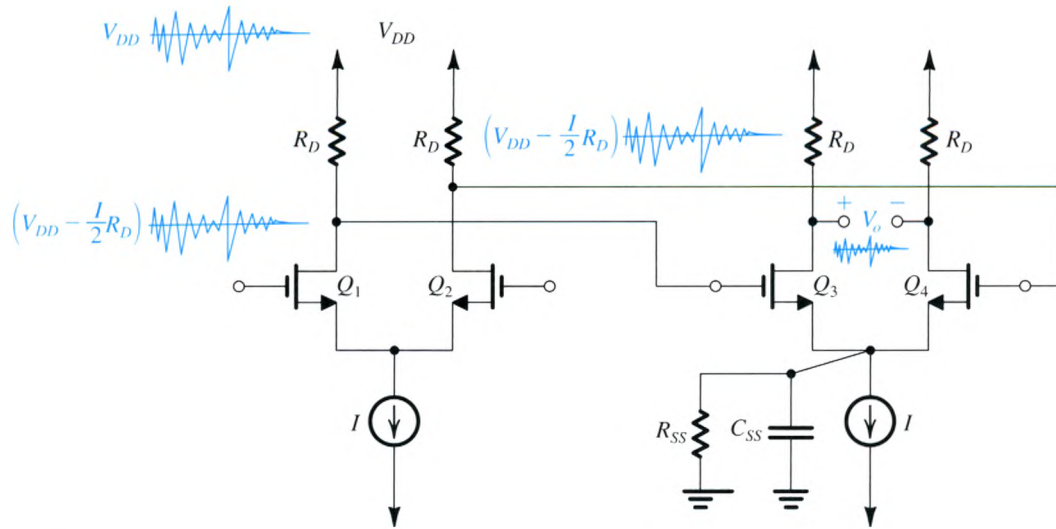 V_DD V_DD
R_D R_D (V_DD − I/2 R_D) R_D R_D
(V_DD − I/2 R_D) + V_o −
Q_1 Q_2 Q_3 Q_4
I R_SS C_SS I